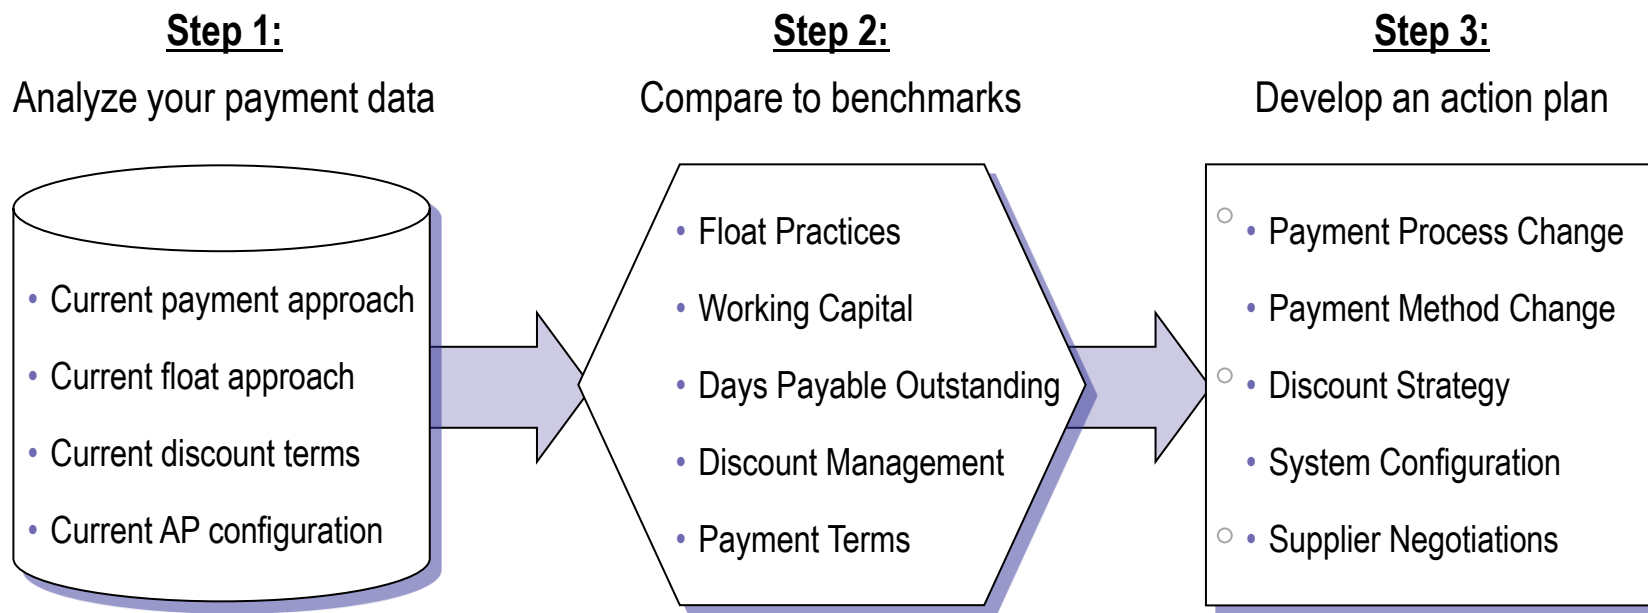 Step 1:
Analyze your payment data
• Current payment approach
• Current float approach
• Current discount terms
• Current AP configuration
Step 2:
Compare to benchmarks
• Float Practices
• Working Capital
• Days Payable Outstanding
• Discount Management
• Payment Terms
Step 3:
Develop an action plan
• Payment Process Change
• Payment Method Change
• Discount Strategy
• System Configuration
• Supplier Negotiations